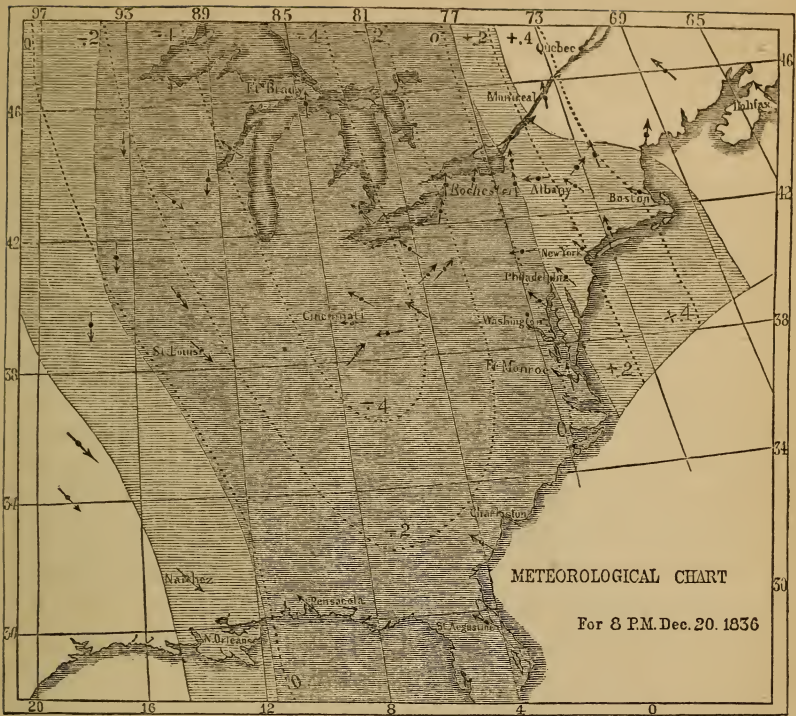 97 93 89 85 81 77 73 69 65
0 -.2 -.4 -.4 -.2 0 +.2 +.4
Quebec
46
Ft Brady
Montreal
Halifax
46
Rochester
Albany
Boston
42
42
New York
Philadelphia
Cincinnati
Washington
+.4
38
St. Louis
38
Ft Monroe
+.2
-.4
0
34
34
-.2
Charleston
METEOROLOGICAL CHART
30
Natchez
Pensacola
For 8 P.M. Dec. 20. 1836
30
N. Orleans
St. Augustine
0
20 16 12 8 4 0